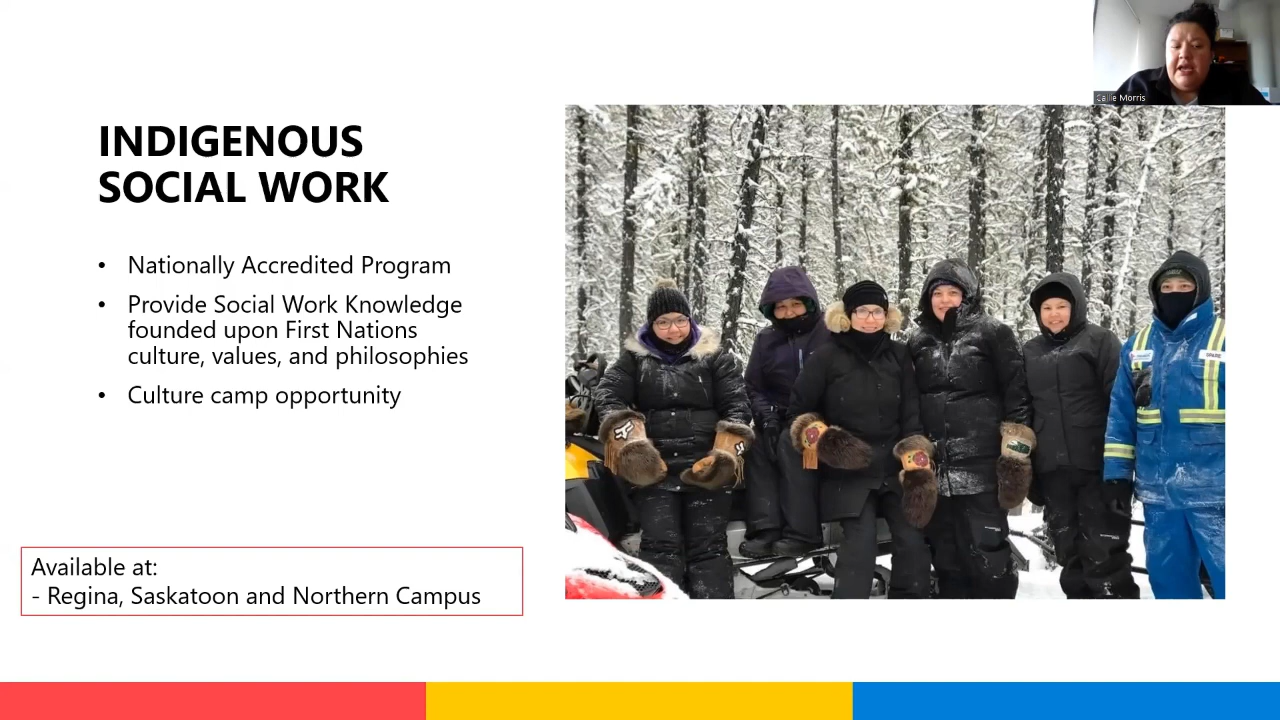 Callie Morris
INDIGENOUS
SOCIAL WORK
• Nationally Accredited Program
• Provide Social Work Knowledge
founded upon First Nations
culture, values, and philosophies
• Culture camp opportunity
Available at:
- Regina, Saskatoon and Northern Campus